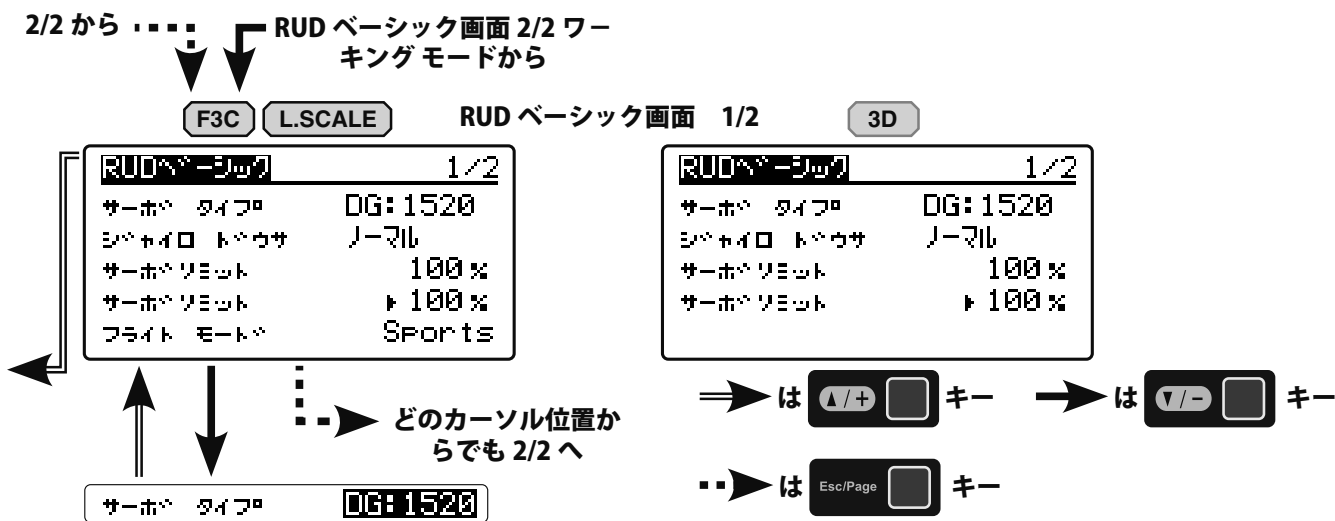 2/2 から
RUD ベーシック画面 2/2 ワー
キング モードから
F3C
L.SCALE
RUD ベーシック画面 1/2
3D
RUDベーシック 1/2
サーボ タイプ DG:1520
ジャイロ ドウサ ノーマル
サーボリミット 100%
サーボリミット ▶100%
フライト モード Sports
RUDベーシック 1/2
サーボ タイプ DG:1520
ジャイロ ドウサ ノーマル
サーボリミット 100%
サーボリミット ▶100%
どのカーソル位置か
らでも 2/2 へ
は ▲/+ キー
は ▼/- キー
は Esc/Page キー
サーボ タイプ DG:1520